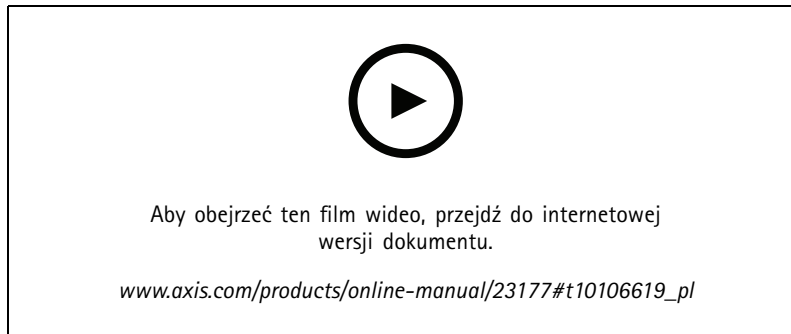 Aby obejrzeć ten film wideo, przejdź do internetowej
wersji dokumentu.
www.axis.com/products/online-manual/23177#t10106619_pl